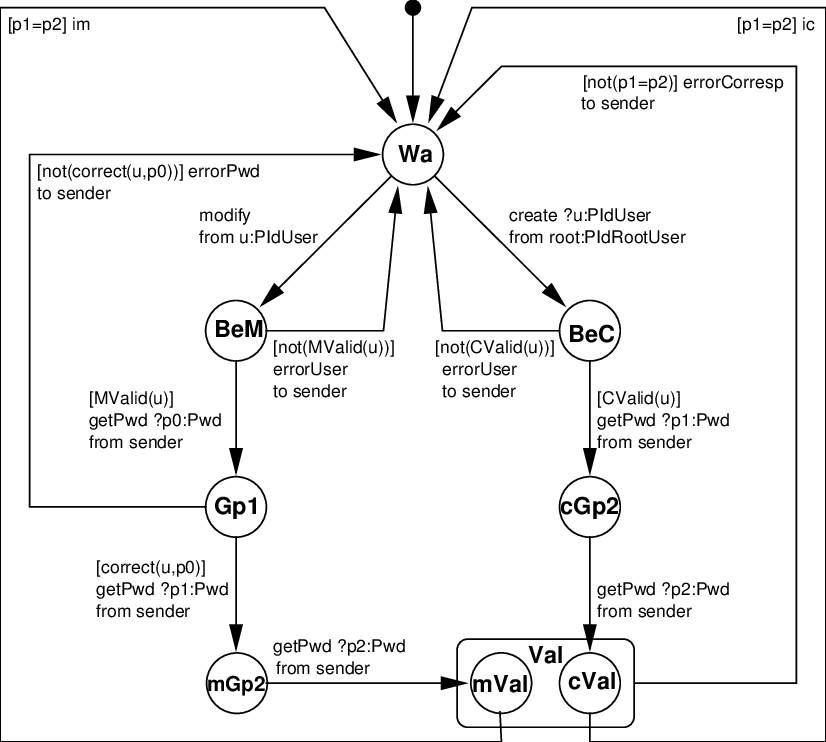 [p1=p2] im
[p1=p2] ic
[not(p1=p2)] errorCorresp
to sender
Wa
[not(correct(u,p0))] errorPwd
to sender
modify
from u:PIdUser
create ?u:PIdUser
from root:PIdRootUser
BeM
BeC
[not(MValid(u))]
errorUser
to sender
[not(CValid(u))]
errorUser
to sender
[MValid(u)]
getPwd ?p0:Pwd
from sender
[CValid(u)]
getPwd ?p1:Pwd
from sender
Gp1
cGp2
[correct(u,p0)]
getPwd ?p1:Pwd
from sender
getPwd ?p2:Pwd
from sender
getPwd ?p2:Pwd
from sender
Val
mGp2
mVal
cVal